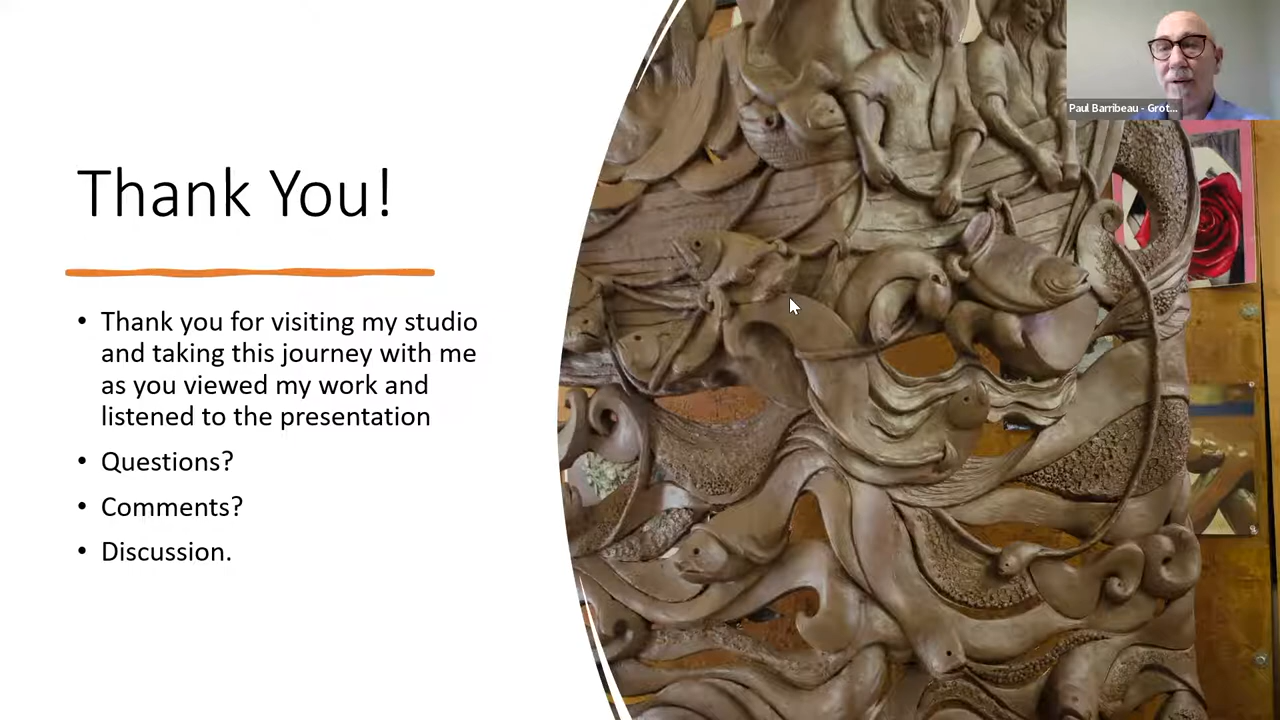 Thank You!
• Thank you for visiting my studio
and taking this journey with me
as you viewed my work and
listened to the presentation
• Questions?
• Comments?
• Discussion.
Paul Barribeau - Grot...